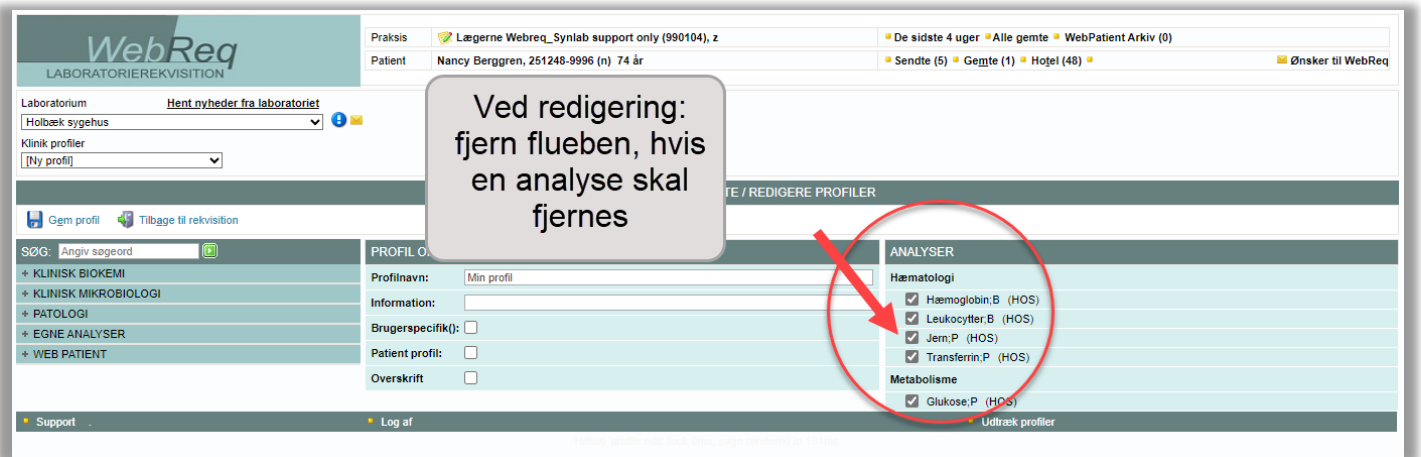 WebReq
LABORATORIEREKVISITION
Praksis Lægerne Webreq_Synlab support only (990104), z De sidste 4 uger Alle gemte WebPatient Arkiv (0)
Patient Nancy Berggren, 251248-9996 (n) 74 år Sendte (5) Gemte (1) Hotel (48) Ønsker til WebReq
Laboratorium Hent nyheder fra laboratoriet
Holbæk sygehus
Klinik profiler
[Ny profil]
Ved redigering:
fjern flueben, hvis
en analyse skal
fjernes
TE / REDIGERE PROFILER
Gem profil Tilbage til rekvisition
SØG: Angiv søgeord
+ KLINISK BIOKEMI
+ KLINISK MIKROBIOLOGI
+ PATOLOGI
+ EGNE ANALYSER
+ WEB PATIENT
PROFIL O
Profilnavn: Min profil
Information:
Brugerspecifik():
Patient profil:
Overskrift
ANALYSER
Hæmatologi
Hæmoglobin;B (HOS)
Leukocytter;B (HOS)
Jern;P (HOS)
Transferrin;P (HOS)
Metabolisme
Glukose;P (HOS)
Support . Log af Udtræk profiler